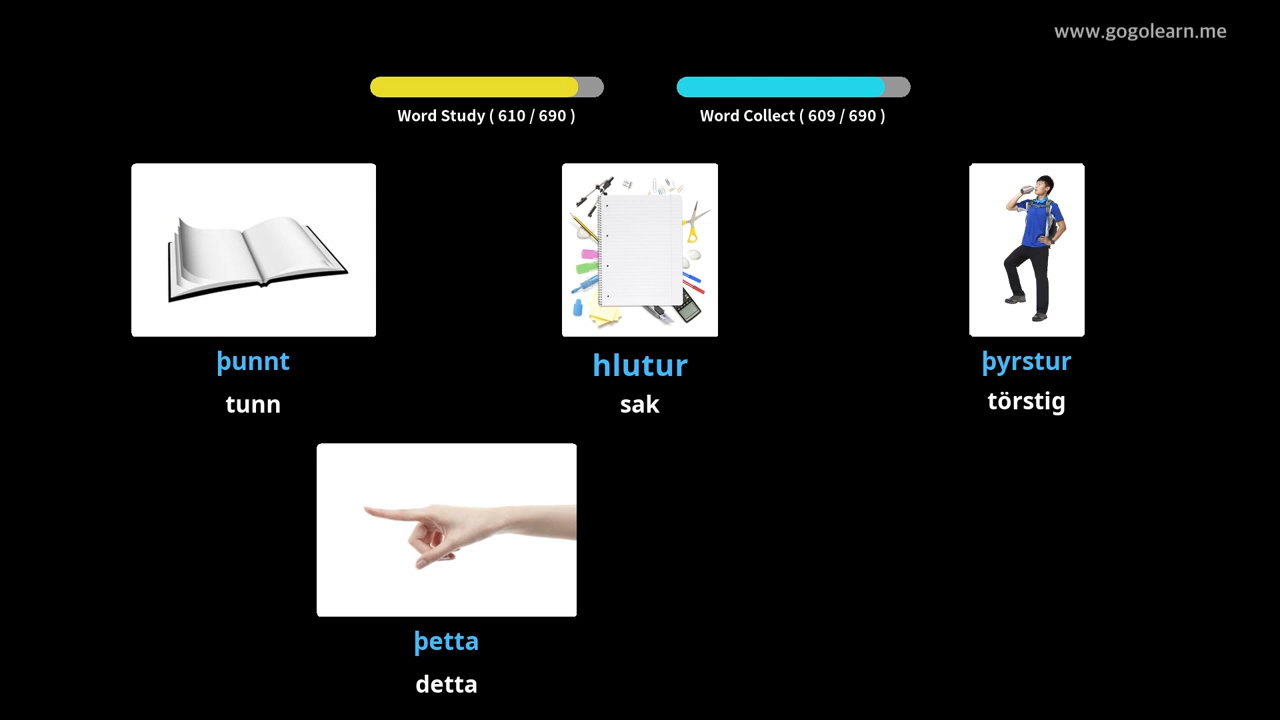 www.gogolearn.me
Word Study ( 610 / 690 )
Word Collect ( 609 / 690 )
þunnt
tunn
hlutur
sak
þyrstur
törstig
þetta
detta